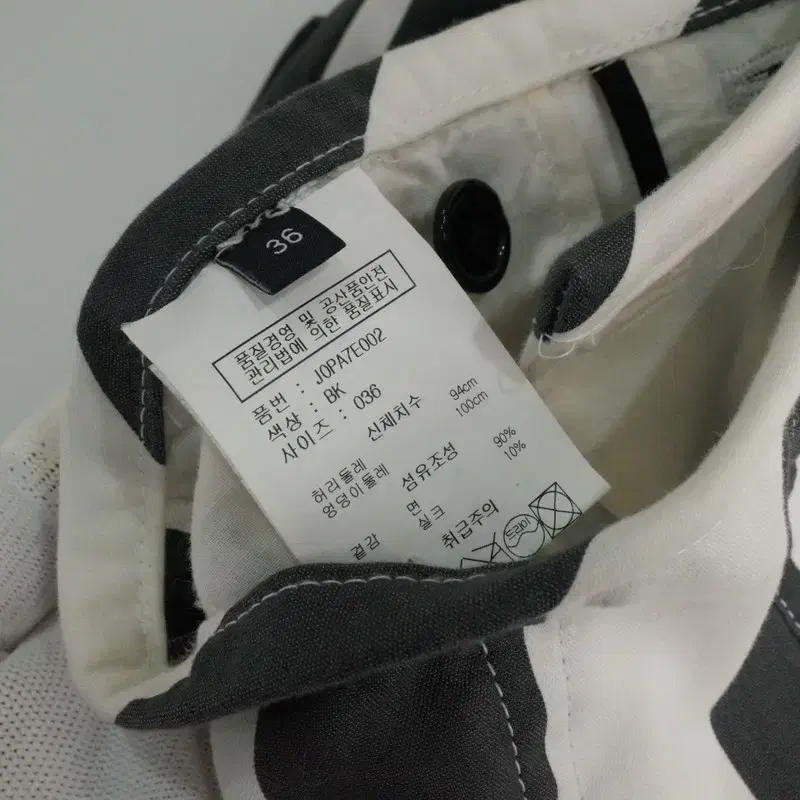 36
품질경영 및 공산품안전
관리법에 의한 품질표시
품번 : JOPA7E002
색상 : BK
사이즈 : 036
신체치수
허리둘레 94cm
엉덩이둘레 100cm
섬유조성
겉감 면 90%
실크 10%
취급주의
드라이